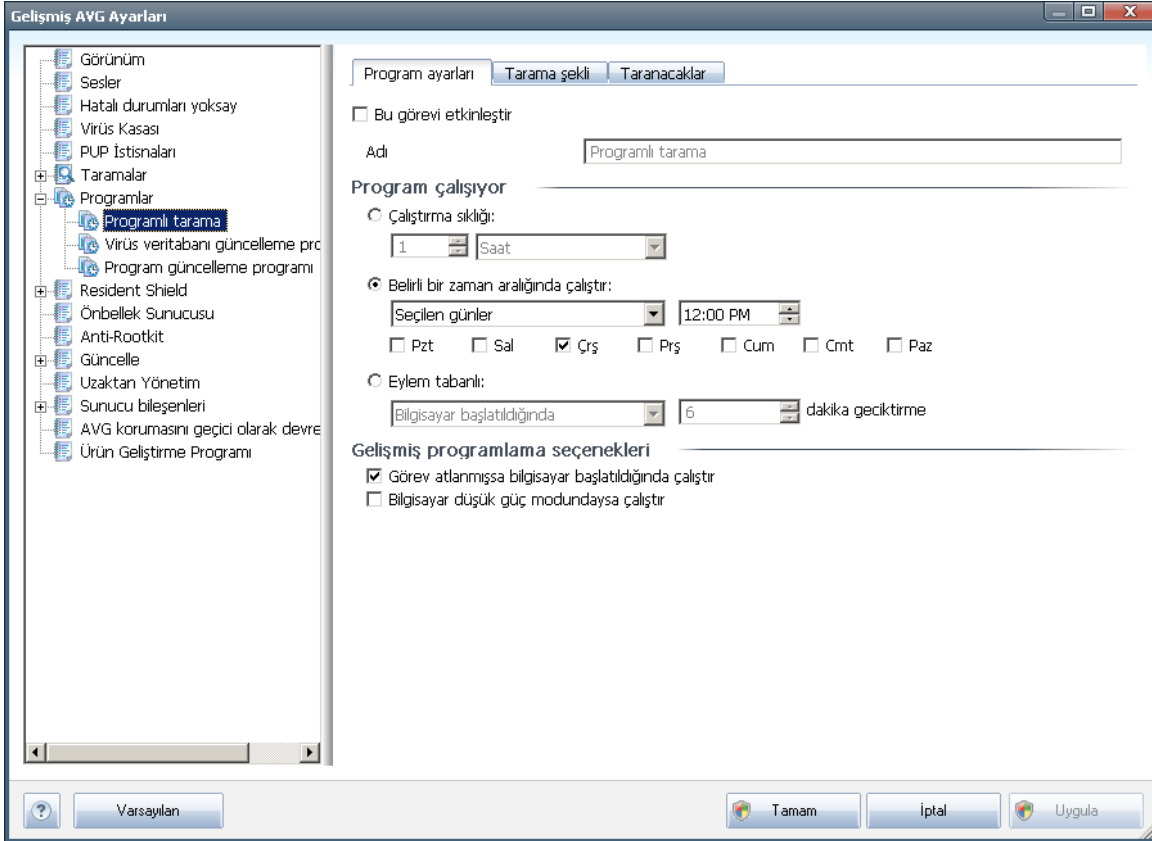 Gelişmiş AVG Ayarları
Görünüm
Sesler
Hatalı durumları yoksay
Virüs Kasası
PUP İstisnaları
Taramalar
Programlar
Programlı tarama
Virüs veritabanı güncelleme pro
Program güncelleme programı
Resident Shield
Önbellek Sunucusu
Anti-Rootkit
Güncelle
Uzaktan Yönetim
Sunucu bileşenleri
AVG korumasını geçici olarak devre
Ürün Geliştirme Programı
Program ayarları Tarama şekli Taranacaklar
Bu görevi etkinleştir
Adı Programlı tarama
Program çalışıyor
Çalıştırma sıklığı:
1 Saat
Belirli bir zaman aralığında çalıştır:
Seçilen günler 12:00 PM
Pzt Sal Çrş Prş Cum Cmt Paz
Eylem tabanlı:
Bilgisayar başlatıldığında 6 dakika geciktirme
Gelişmiş programlama seçenekleri
Görev atlanmışsa bilgisayar başlatıldığında çalıştır
Bilgisayar düşük güç modundaysa çalıştır
? Varsayılan Tamam İptal Uygula